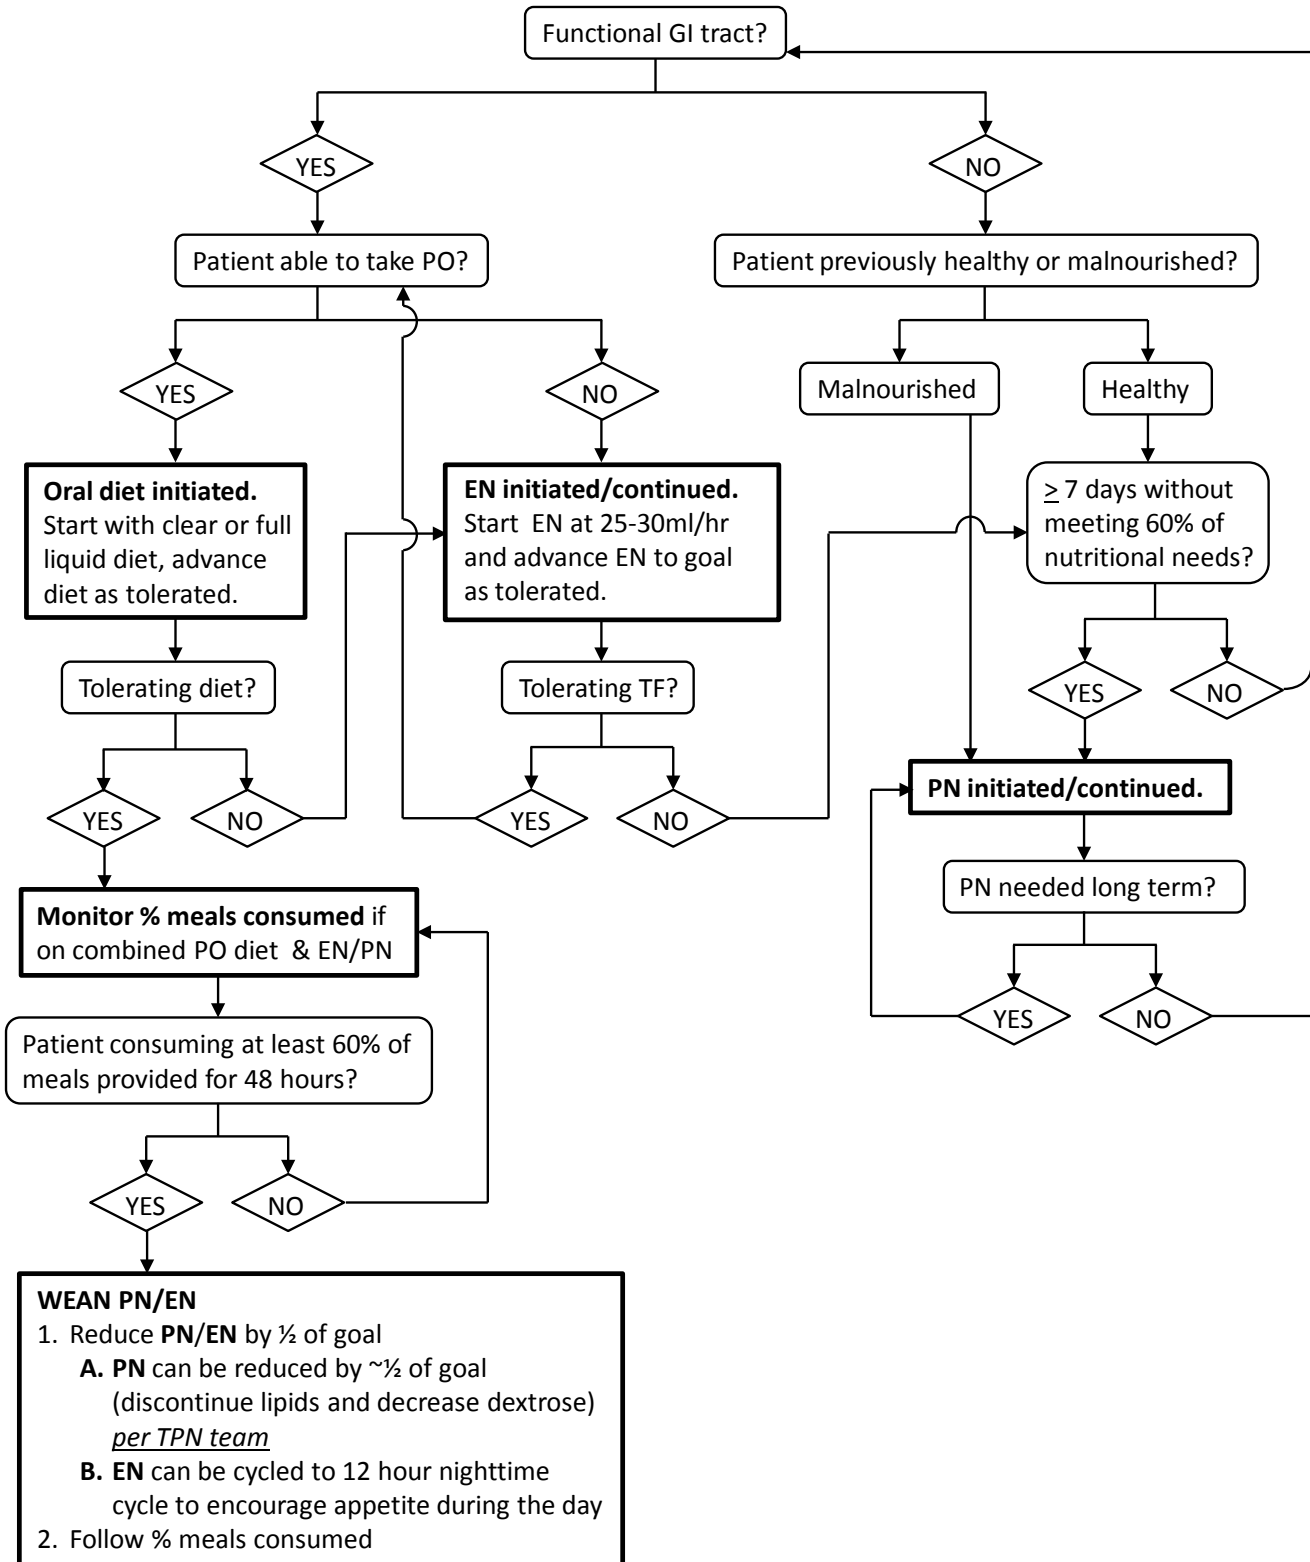 Functional GI tract?
YES
NO
Patient able to take PO?
Patient previously healthy or malnourished?
YES
NO
Malnourished
Healthy
Oral diet initiated.
Start with clear or full
liquid diet, advance
diet as tolerated.
EN initiated/continued.
Start EN at 25-30ml/hr
and advance EN to goal
as tolerated.
≥ 7 days without
meeting 60% of
nutritional needs?
Tolerating diet?
Tolerating TF?
YES
NO
YES
NO
YES
NO
PN initiated/continued.
PN needed long term?
Monitor % meals consumed if
on combined PO diet & EN/PN
YES
NO
Patient consuming at least 60% of
meals provided for 48 hours?
YES
NO
WEAN PN/EN
1. Reduce PN/EN by ½ of goal
A. PN can be reduced by ~½ of goal
(discontinue lipids and decrease dextrose)
per TPN team
B. EN can be cycled to 12 hour nighttime
cycle to encourage appetite during the day
2. Follow % meals consumed